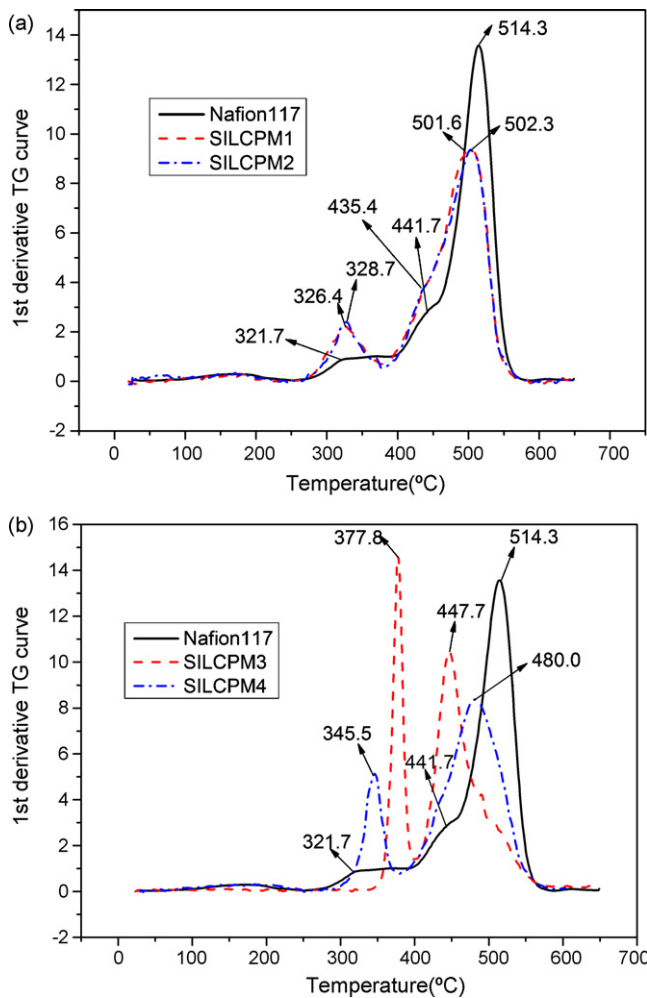 (a)
14
12
10
8
6
4
2
0
-2
1st derivative TG curve
Nafion117
SILCPM1
SILCPM2
514.3
501.6
502.3
435.4
441.7
328.7
326.4
321.7
0 100 200 300 400 500 600 700
Temperature(ºC)
(b)
16
14
12
10
8
6
4
2
0
-2
1st derivative TG curve
Nafion117
SILCPM3
SILCPM4
377.8
514.3
447.7
480.0
345.5
441.7
321.7
0 100 200 300 400 500 600 700
Temperature(ºC)